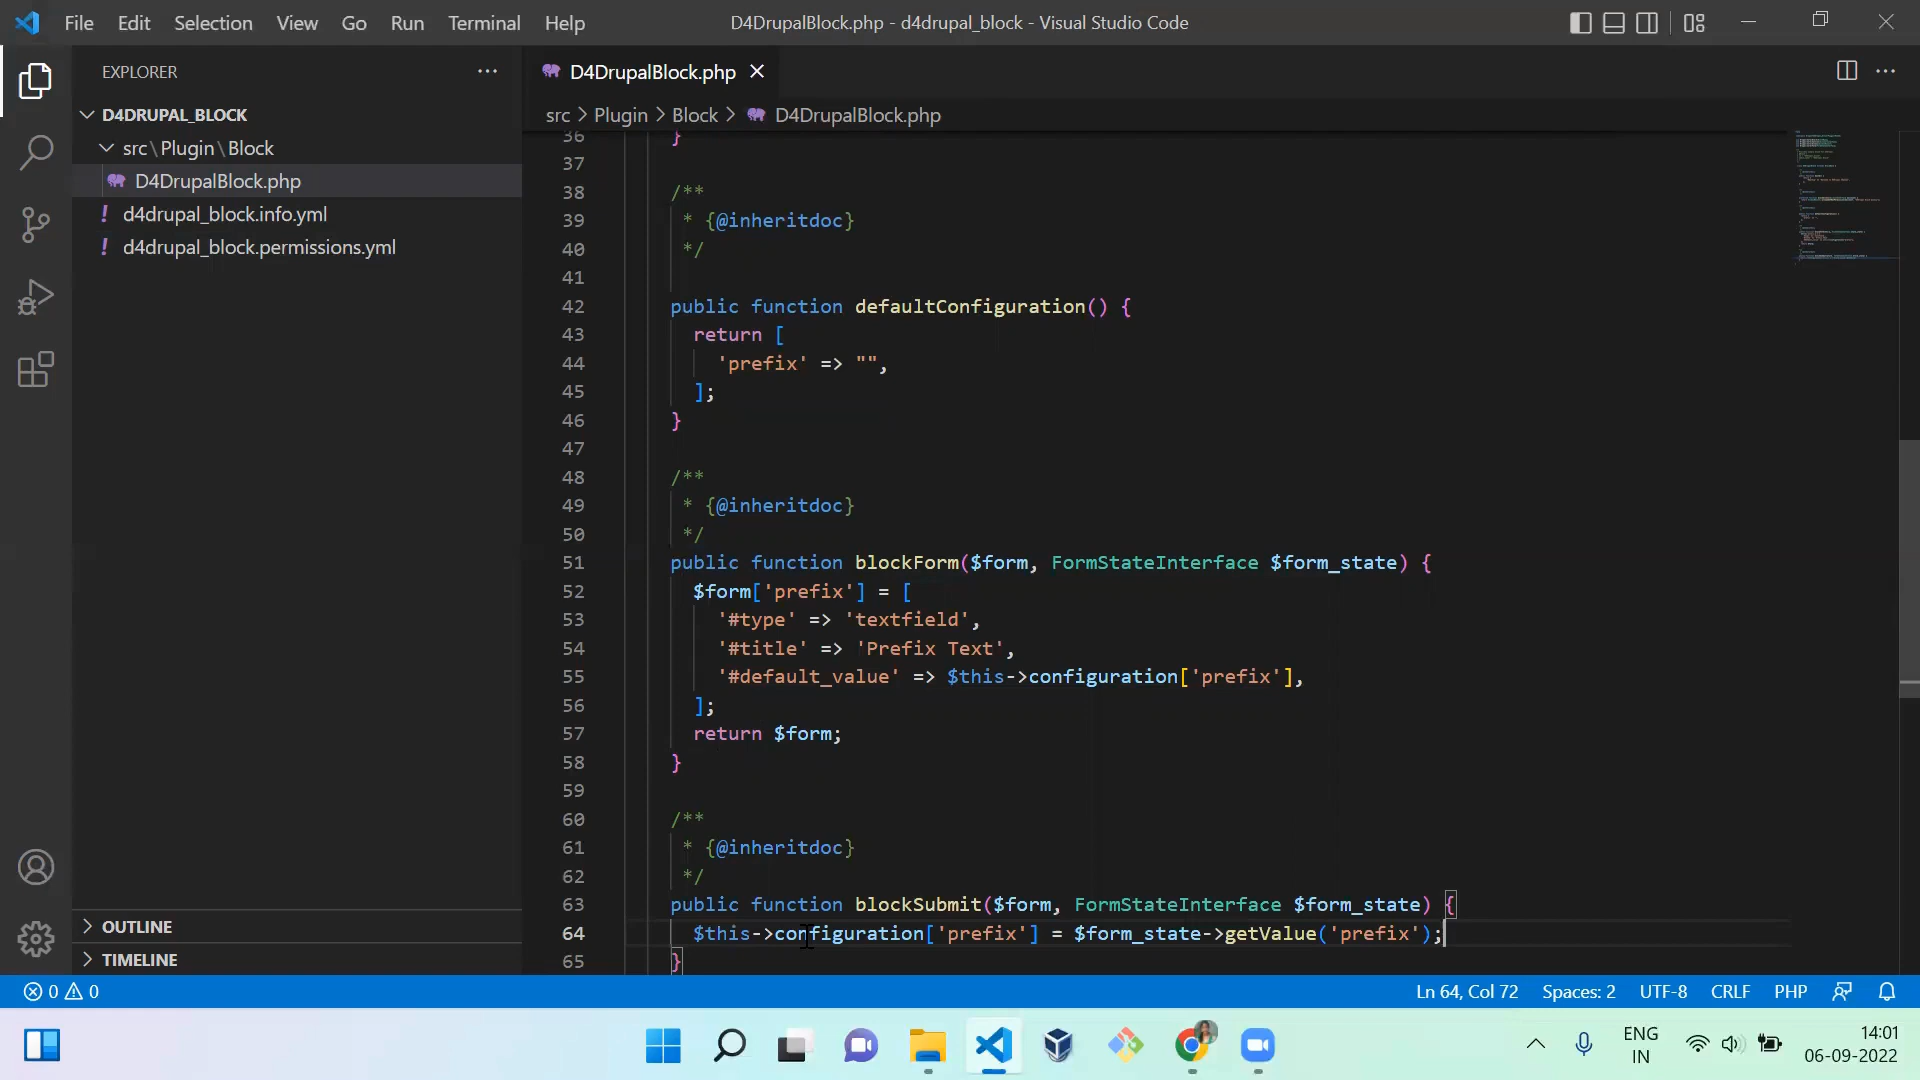 File Edit Selection View Go Run Terminal Help
D4DrupalBlock.php - d4drupal_block - Visual Studio Code
EXPLORER
D4DRUPAL_BLOCK
src\Plugin\Block
D4DrupalBlock.php
d4drupal_block.info.yml
d4drupal_block.permissions.yml
OUTLINE
TIMELINE
D4DrupalBlock.php
src > Plugin > Block > D4DrupalBlock.php
36 }
37
38 /**
39 * {@inheritdoc}
40 */
41
42 public function defaultConfiguration() {
43 return [
44 'prefix' => "",
45 ];
46 }
47
48 /**
49 * {@inheritdoc}
50 */
51 public function blockForm($form, FormStateInterface $form_state) {
52 $form['prefix'] = [
53 '#type' => 'textfield',
54 '#title' => 'Prefix Text',
55 '#default_value' => $this->configuration['prefix'],
56 ];
57 return $form;
58 }
59
60 /**
61 * {@inheritdoc}
62 */
63 public function blockSubmit($form, FormStateInterface $form_state) {
64 $this->configuration['prefix'] = $form_state->getValue('prefix');
65 }
0 0
Ln 64, Col 72 Spaces: 2 UTF-8 CRLF PHP
ENG
IN
14:01
06-09-2022